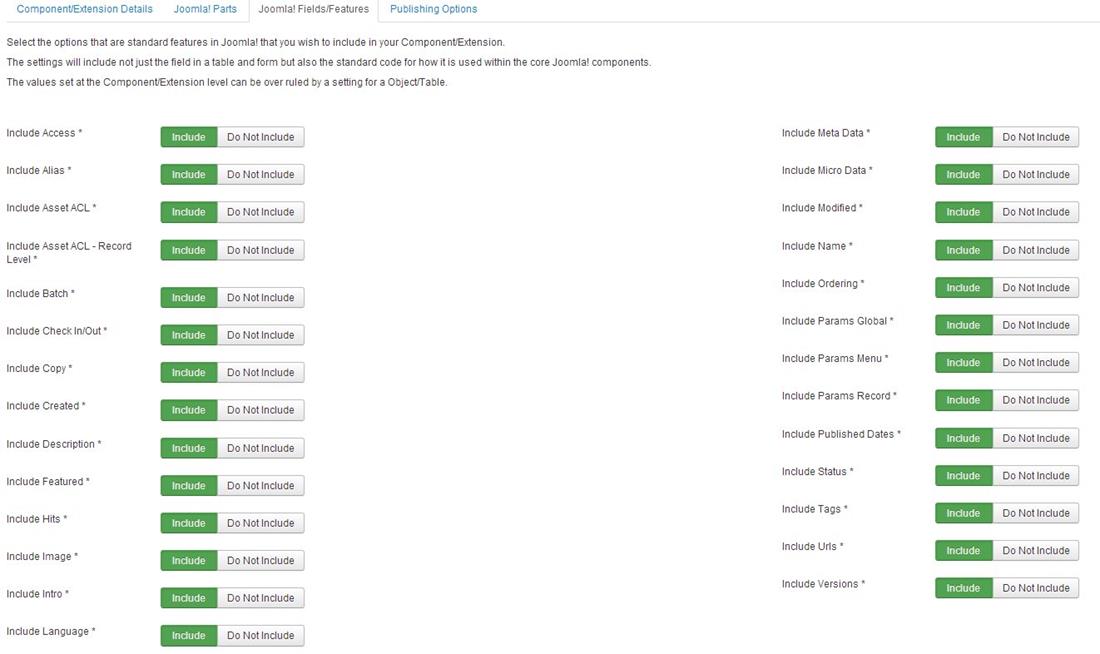 Component/Extension Details Joomla! Parts Joomla! Fields/Features Publishing Options
Select the options that are standard features in Joomla! that you wish to include in your Component/Extension.
The settings will include not just the field in a table and form but also the standard code for how it is used within the core Joomla! components.
The values set at the Component/Extension level can be over ruled by a setting for a Object/Table.
Include Access * Include Do Not Include
Include Alias * Include Do Not Include
Include Asset ACL * Include Do Not Include
Include Asset ACL - Record
Level * Include Do Not Include
Include Batch * Include Do Not Include
Include Check In/Out * Include Do Not Include
Include Copy * Include Do Not Include
Include Created * Include Do Not Include
Include Description * Include Do Not Include
Include Featured * Include Do Not Include
Include Hits * Include Do Not Include
Include Image * Include Do Not Include
Include Intro * Include Do Not Include
Include Language * Include Do Not Include
Include Meta Data * Include Do Not Include
Include Micro Data * Include Do Not Include
Include Modified * Include Do Not Include
Include Name * Include Do Not Include
Include Ordering * Include Do Not Include
Include Params Global * Include Do Not Include
Include Params Menu * Include Do Not Include
Include Params Record * Include Do Not Include
Include Published Dates * Include Do Not Include
Include Status * Include Do Not Include
Include Tags * Include Do Not Include
Include Urls * Include Do Not Include
Include Versions * Include Do Not Include